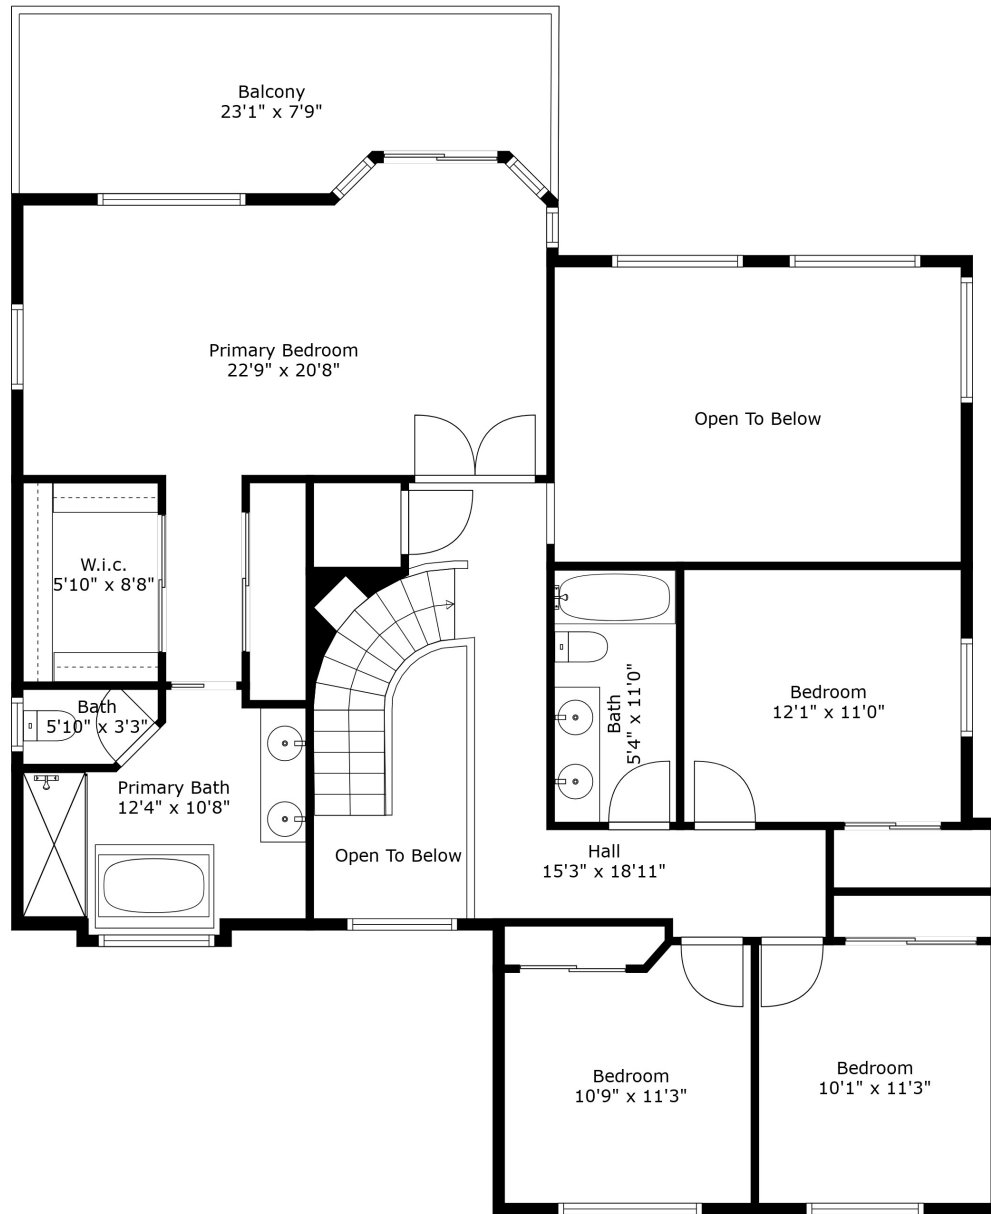 Balcony
23'1" x 7'9"
Primary Bedroom
22'9" x 20'8"
Open To Below
W.i.c.
5'10" x 8'8"
Bath
5'10" x 3'3"
Primary Bath
12'4" x 10'8"
Open To Below
Bath
5'4" x 11'0"
Bedroom
12'1" x 11'0"
Hall
15'3" x 18'11"
Bedroom
10'9" x 11'3"
Bedroom
10'1" x 11'3"